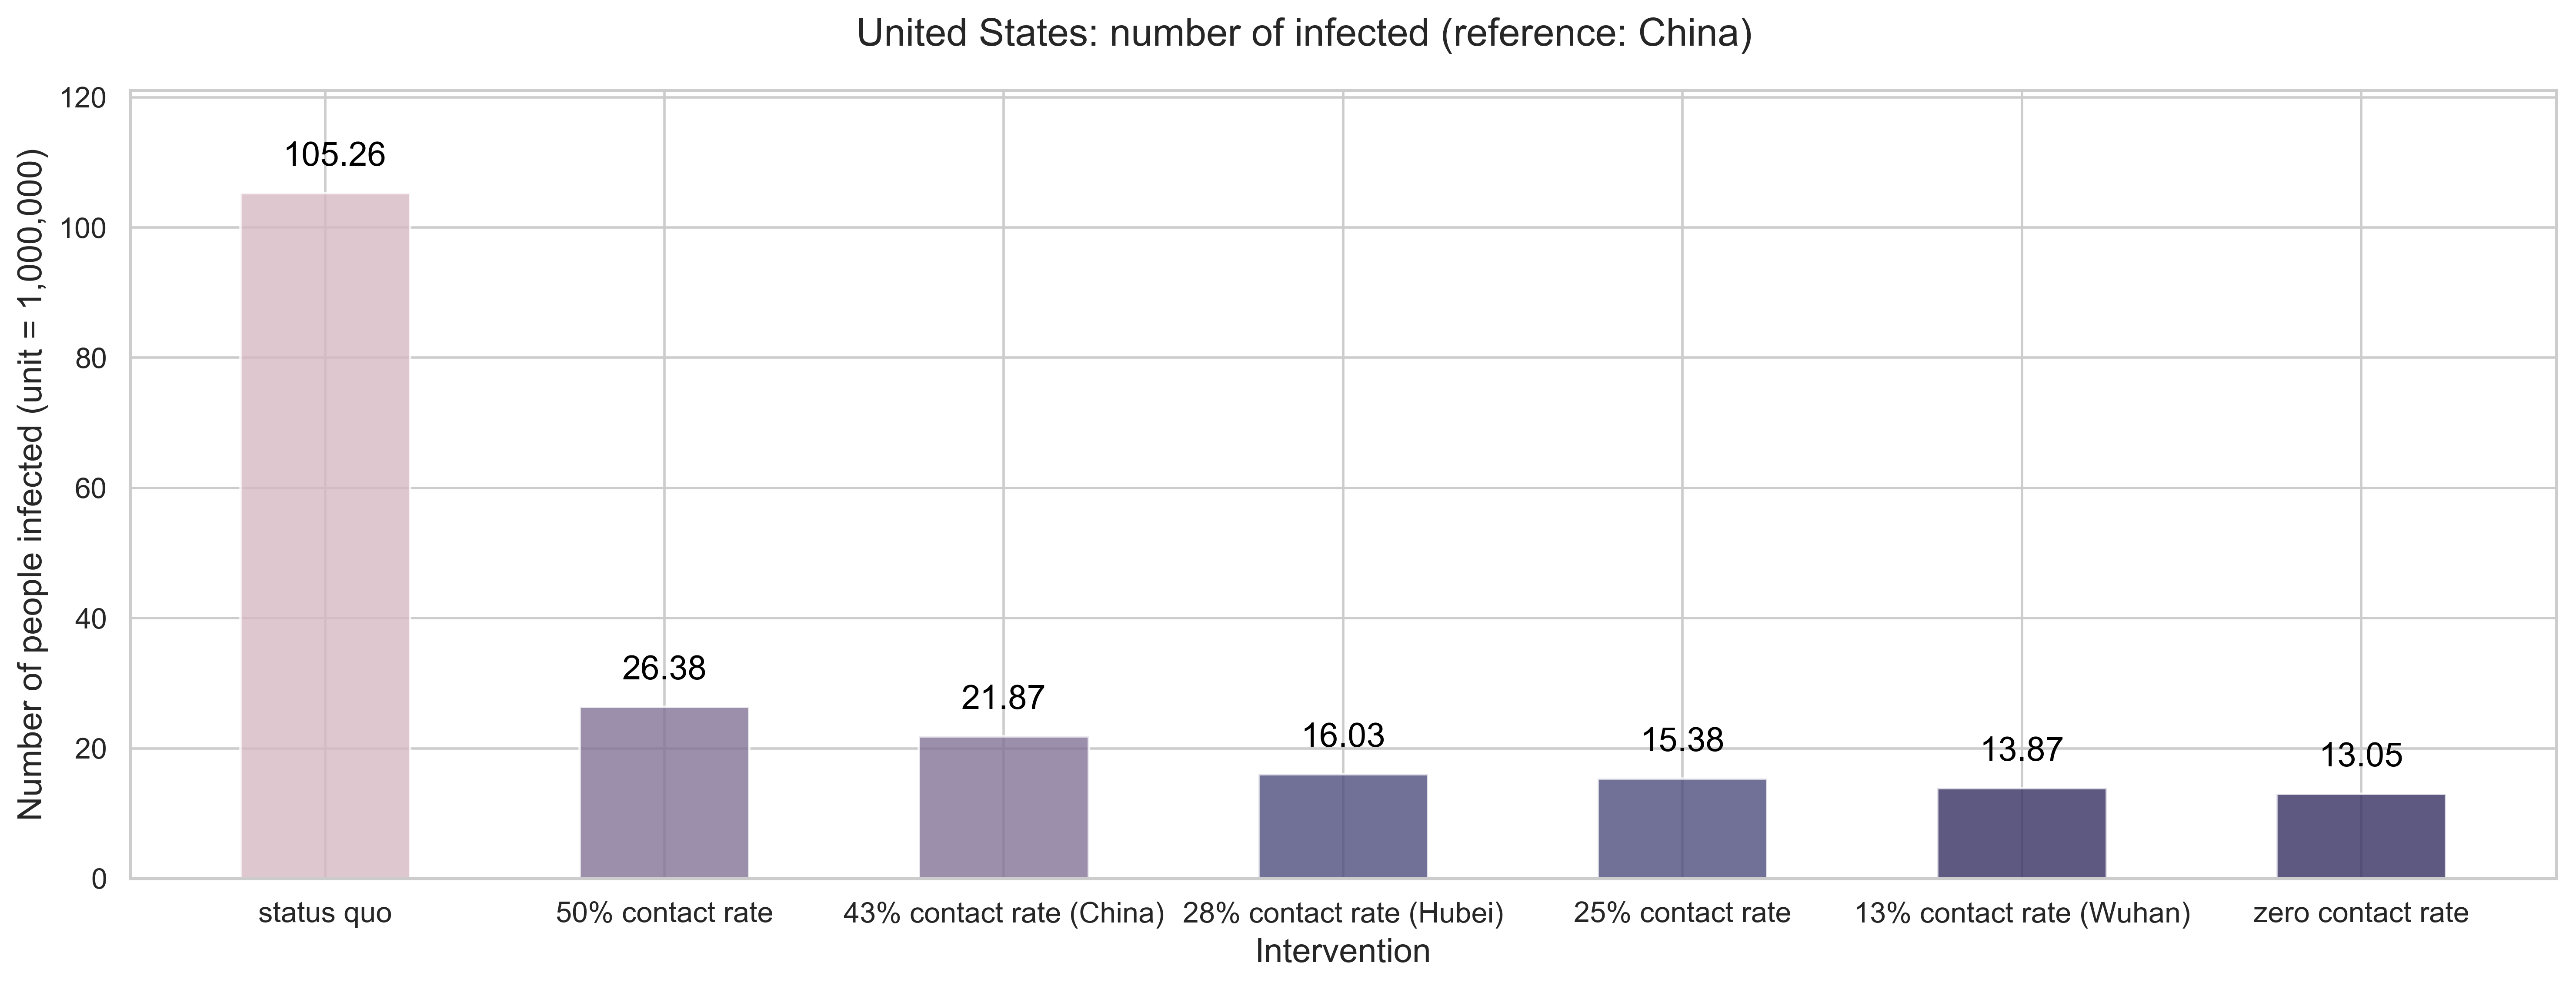 United States: number of infected (reference: China)
Number of people infected (unit = 1,000,000)
120
100
80
60
40
20
0
105.26
26.38
21.87
16.03
15.38
13.87
13.05
status quo
50% contact rate
43% contact rate (China)
28% contact rate (Hubei)
25% contact rate
13% contact rate (Wuhan)
zero contact rate
Intervention